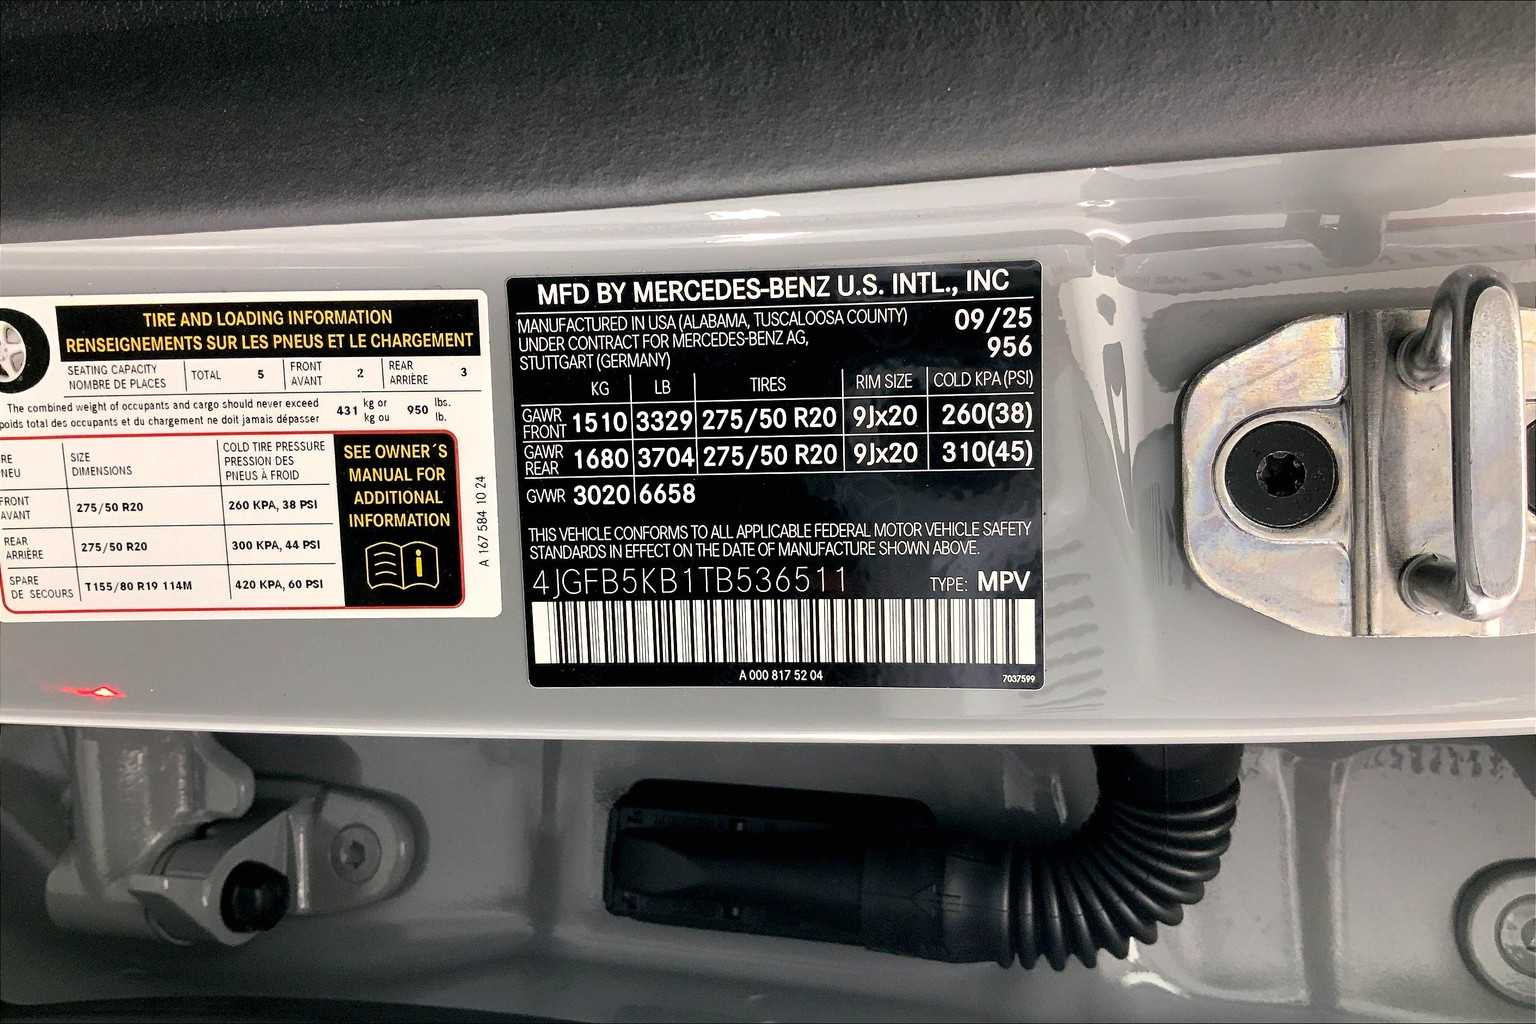 TIRE AND LOADING INFORMATION
RENSEIGNEMENTS SUR LES PNEUS ET LE CHARGEMENT
SEATING CAPACITY
NOMBRE DE PLACES
TOTAL 5
FRONT
AVANT
2
REAR
ARRIÈRE
3
The combined weight of occupants and cargo should never exceed
poids total des occupants et du chargement ne doit jamais dépasser
431 kg or
kg ou
950 lbs.
lb.
RE
NEU
SIZE
DIMENSIONS
COLD TIRE PRESSURE
PRESSION DES
PNEUS À FROID
FRONT
AVANT
275/50 R20
260 KPA, 38 PSI
REAR
ARRIÈRE
275/50 R20
300 KPA, 44 PSI
SPARE
DE SECOURS
T155/80 R19 114M
420 KPA, 60 PSI
SEE OWNER´S
MANUAL FOR
ADDITIONAL
INFORMATION
i
A 167 584 10 24
MFD BY MERCEDES-BENZ U.S. INTL., INC
MANUFACTURED IN USA (ALABAMA, TUSCALOOSA COUNTY)
UNDER CONTRACT FOR MERCEDES-BENZ AG,
STUTTGART (GERMANY)
09/25
956
KG LB TIRES RIM SIZE COLD KPA (PSI)
GAWR
FRONT
1510 3329 275/50 R20 9Jx20 260(38)
GAWR
REAR
1680 3704 275/50 R20 9Jx20 310(45)
GVWR 3020 6658
THIS VEHICLE CONFORMS TO ALL APPLICABLE FEDERAL MOTOR VEHICLE SAFETY
STANDARDS IN EFFECT ON THE DATE OF MANUFACTURE SHOWN ABOVE.
4JGFB5KB1TB536511 TYPE: MPV
A 000 817 52 04
7037599